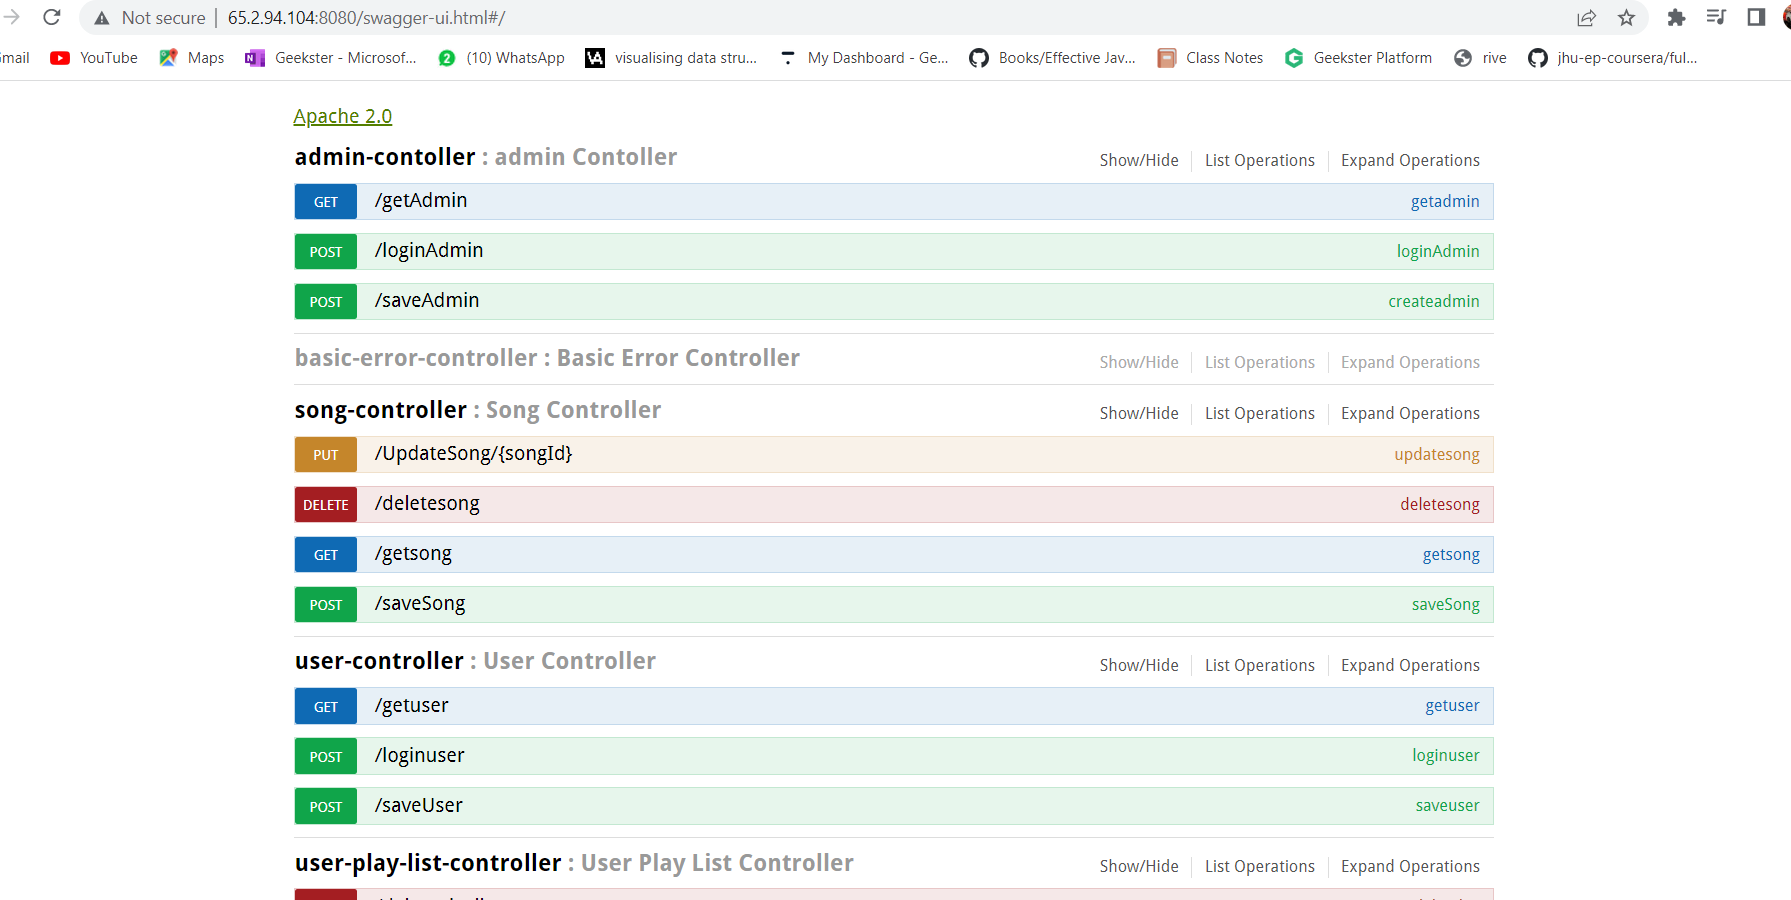 Not secure | 65.2.94.104:8080/swagger-ui.html#/
mail YouTube Maps Geekster - Microsof... (10) WhatsApp visualising data stru... My Dashboard - Ge... Books/Effective Jav... Class Notes Geekster Platform rive jhu-ep-coursera/ful...
Apache 2.0
admin-contoller : admin Contoller Show/Hide List Operations Expand Operations
GET /getAdmin getadmin
POST /loginAdmin loginAdmin
POST /saveAdmin createadmin
basic-error-controller : Basic Error Controller Show/Hide List Operations Expand Operations
song-controller : Song Controller Show/Hide List Operations Expand Operations
PUT /UpdateSong/{songId} updatesong
DELETE /deletesong deletesong
GET /getsong getsong
POST /saveSong saveSong
user-controller : User Controller Show/Hide List Operations Expand Operations
GET /getuser getuser
POST /loginuser loginuser
POST /saveUser saveuser
user-play-list-controller : User Play List Controller Show/Hide List Operations Expand Operations